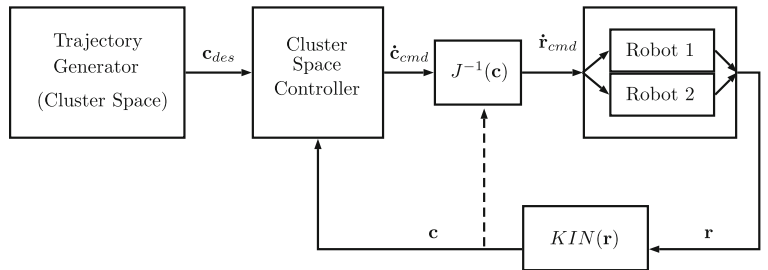 Trajectory
Generator
(Cluster Space)
c_des
Cluster
Space
Controller
ċ_cmd
J⁻¹(c)
ṙ_cmd
Robot 1
Robot 2
c
KIN(r)
r